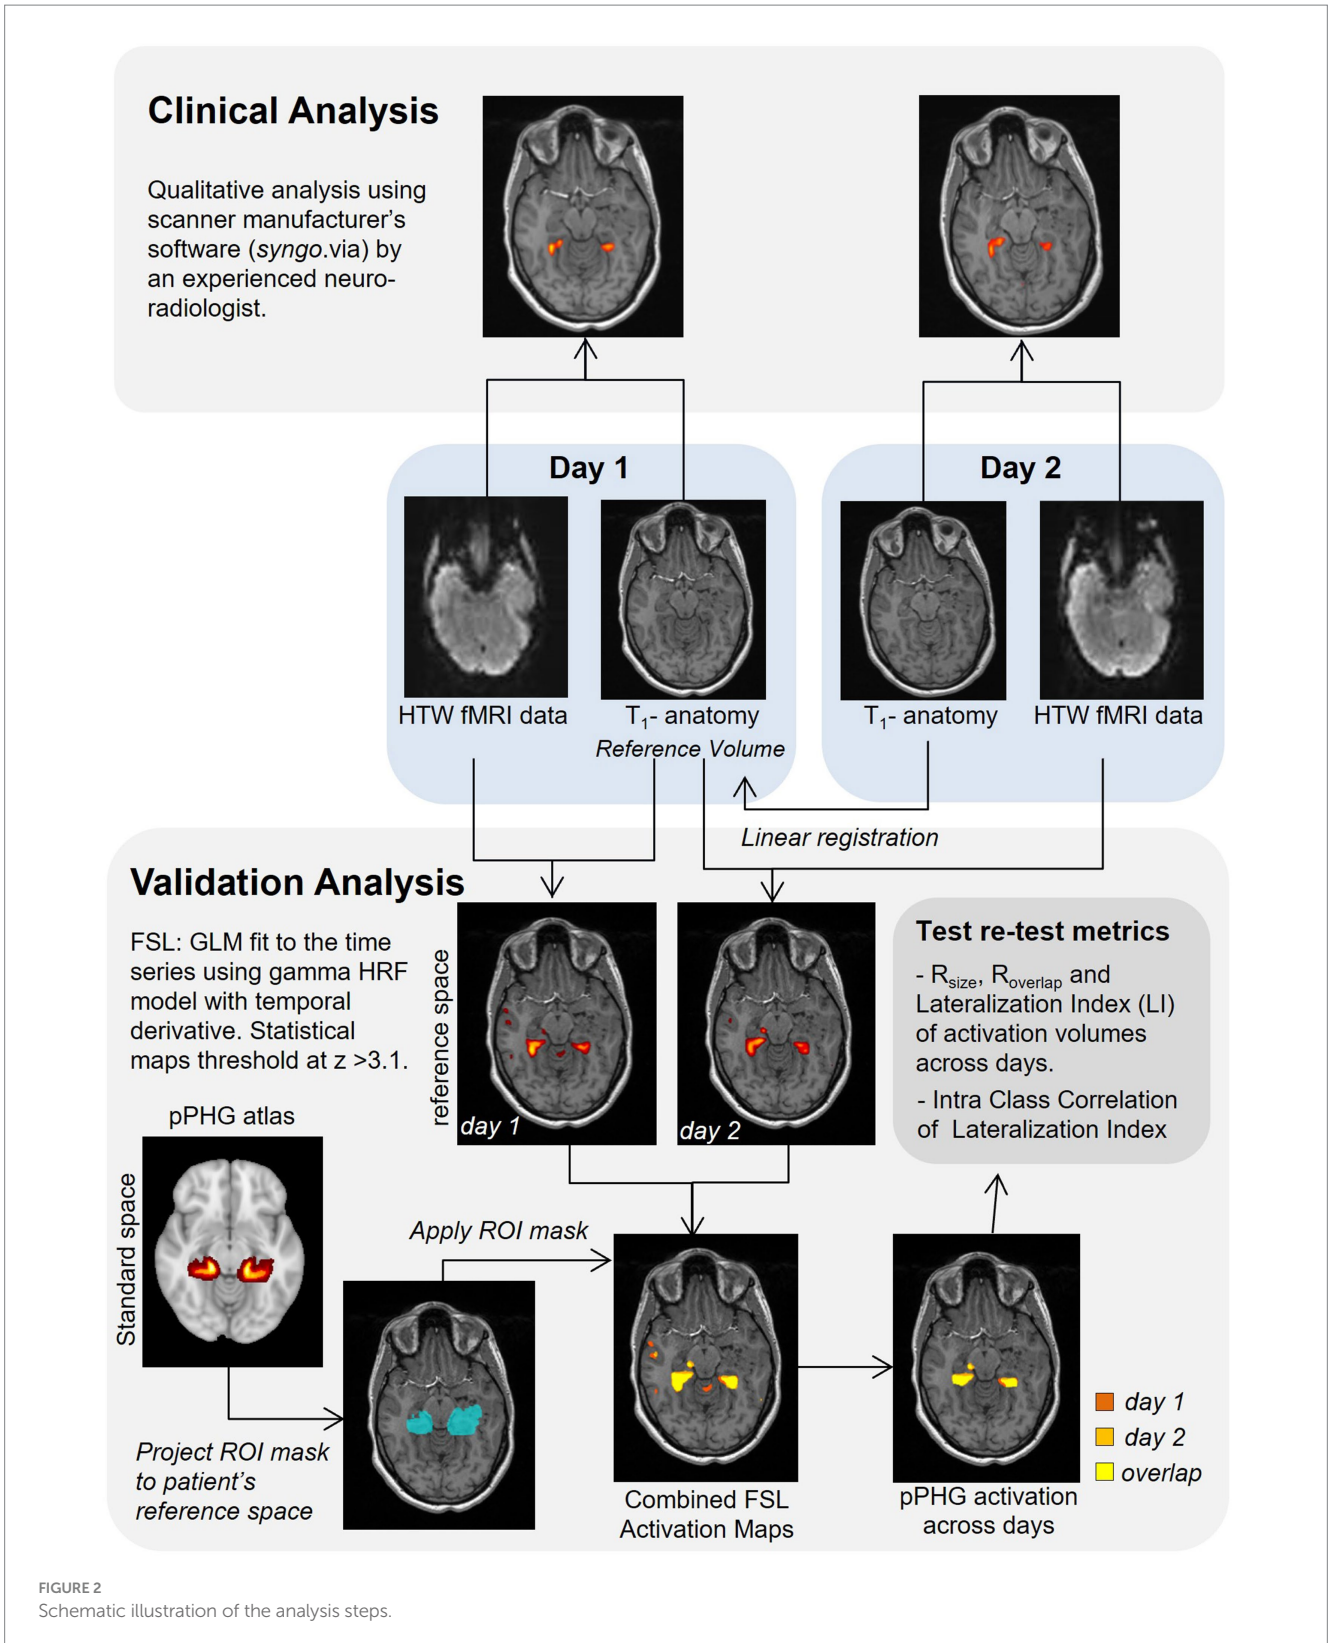 Clinical Analysis
Qualitative analysis using
scanner manufacturer's
software (syngo.via) by
an experienced neuro-
radiologist.
Day 1
Day 2
HTW fMRI data
T1- anatomy
Reference Volume
T1- anatomy
HTW fMRI data
Linear registration
Validation Analysis
FSL: GLM fit to the time
series using gamma HRF
model with temporal
derivative. Statistical
maps threshold at z >3.1.
reference space
day 1
day 2
Test re-test metrics
- Rsize, Roverlap and
Lateralization Index (LI)
of activation volumes
across days.
- Intra Class Correlation
of Lateralization Index
pPHG atlas
Standard space
Apply ROI mask
Project ROI mask
to patient's
reference space
Combined FSL
Activation Maps
pPHG activation
across days
day 1
day 2
overlap
FIGURE 2
Schematic illustration of the analysis steps.